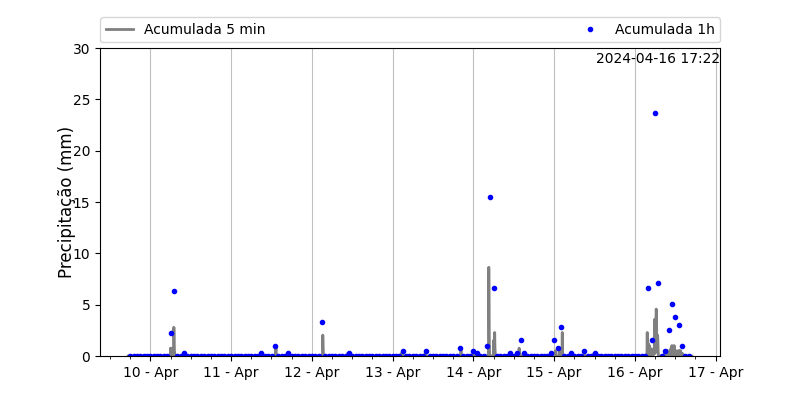 Acumulada 5 min
Acumulada 1h
2024-04-16 17:22
Precipitação (mm)
30
25
20
15
10
5
0
10 - Apr
11 - Apr
12 - Apr
13 - Apr
14 - Apr
15 - Apr
16 - Apr
17 - Apr